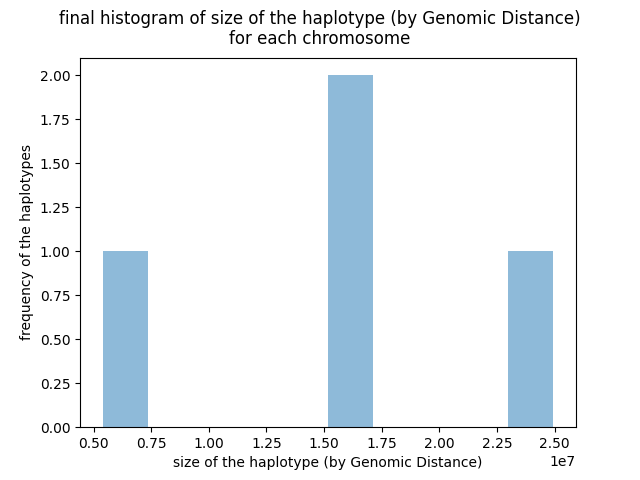 final histogram of size of the haplotype (by Genomic Distance)
for each chromosome
2.00
1.75
1.50
1.25
1.00
0.75
0.50
0.25
0.00
frequency of the haplotypes
0.50 0.75 1.00 1.25 1.50 1.75 2.00 2.25 2.50
1e7
size of the haplotype (by Genomic Distance)